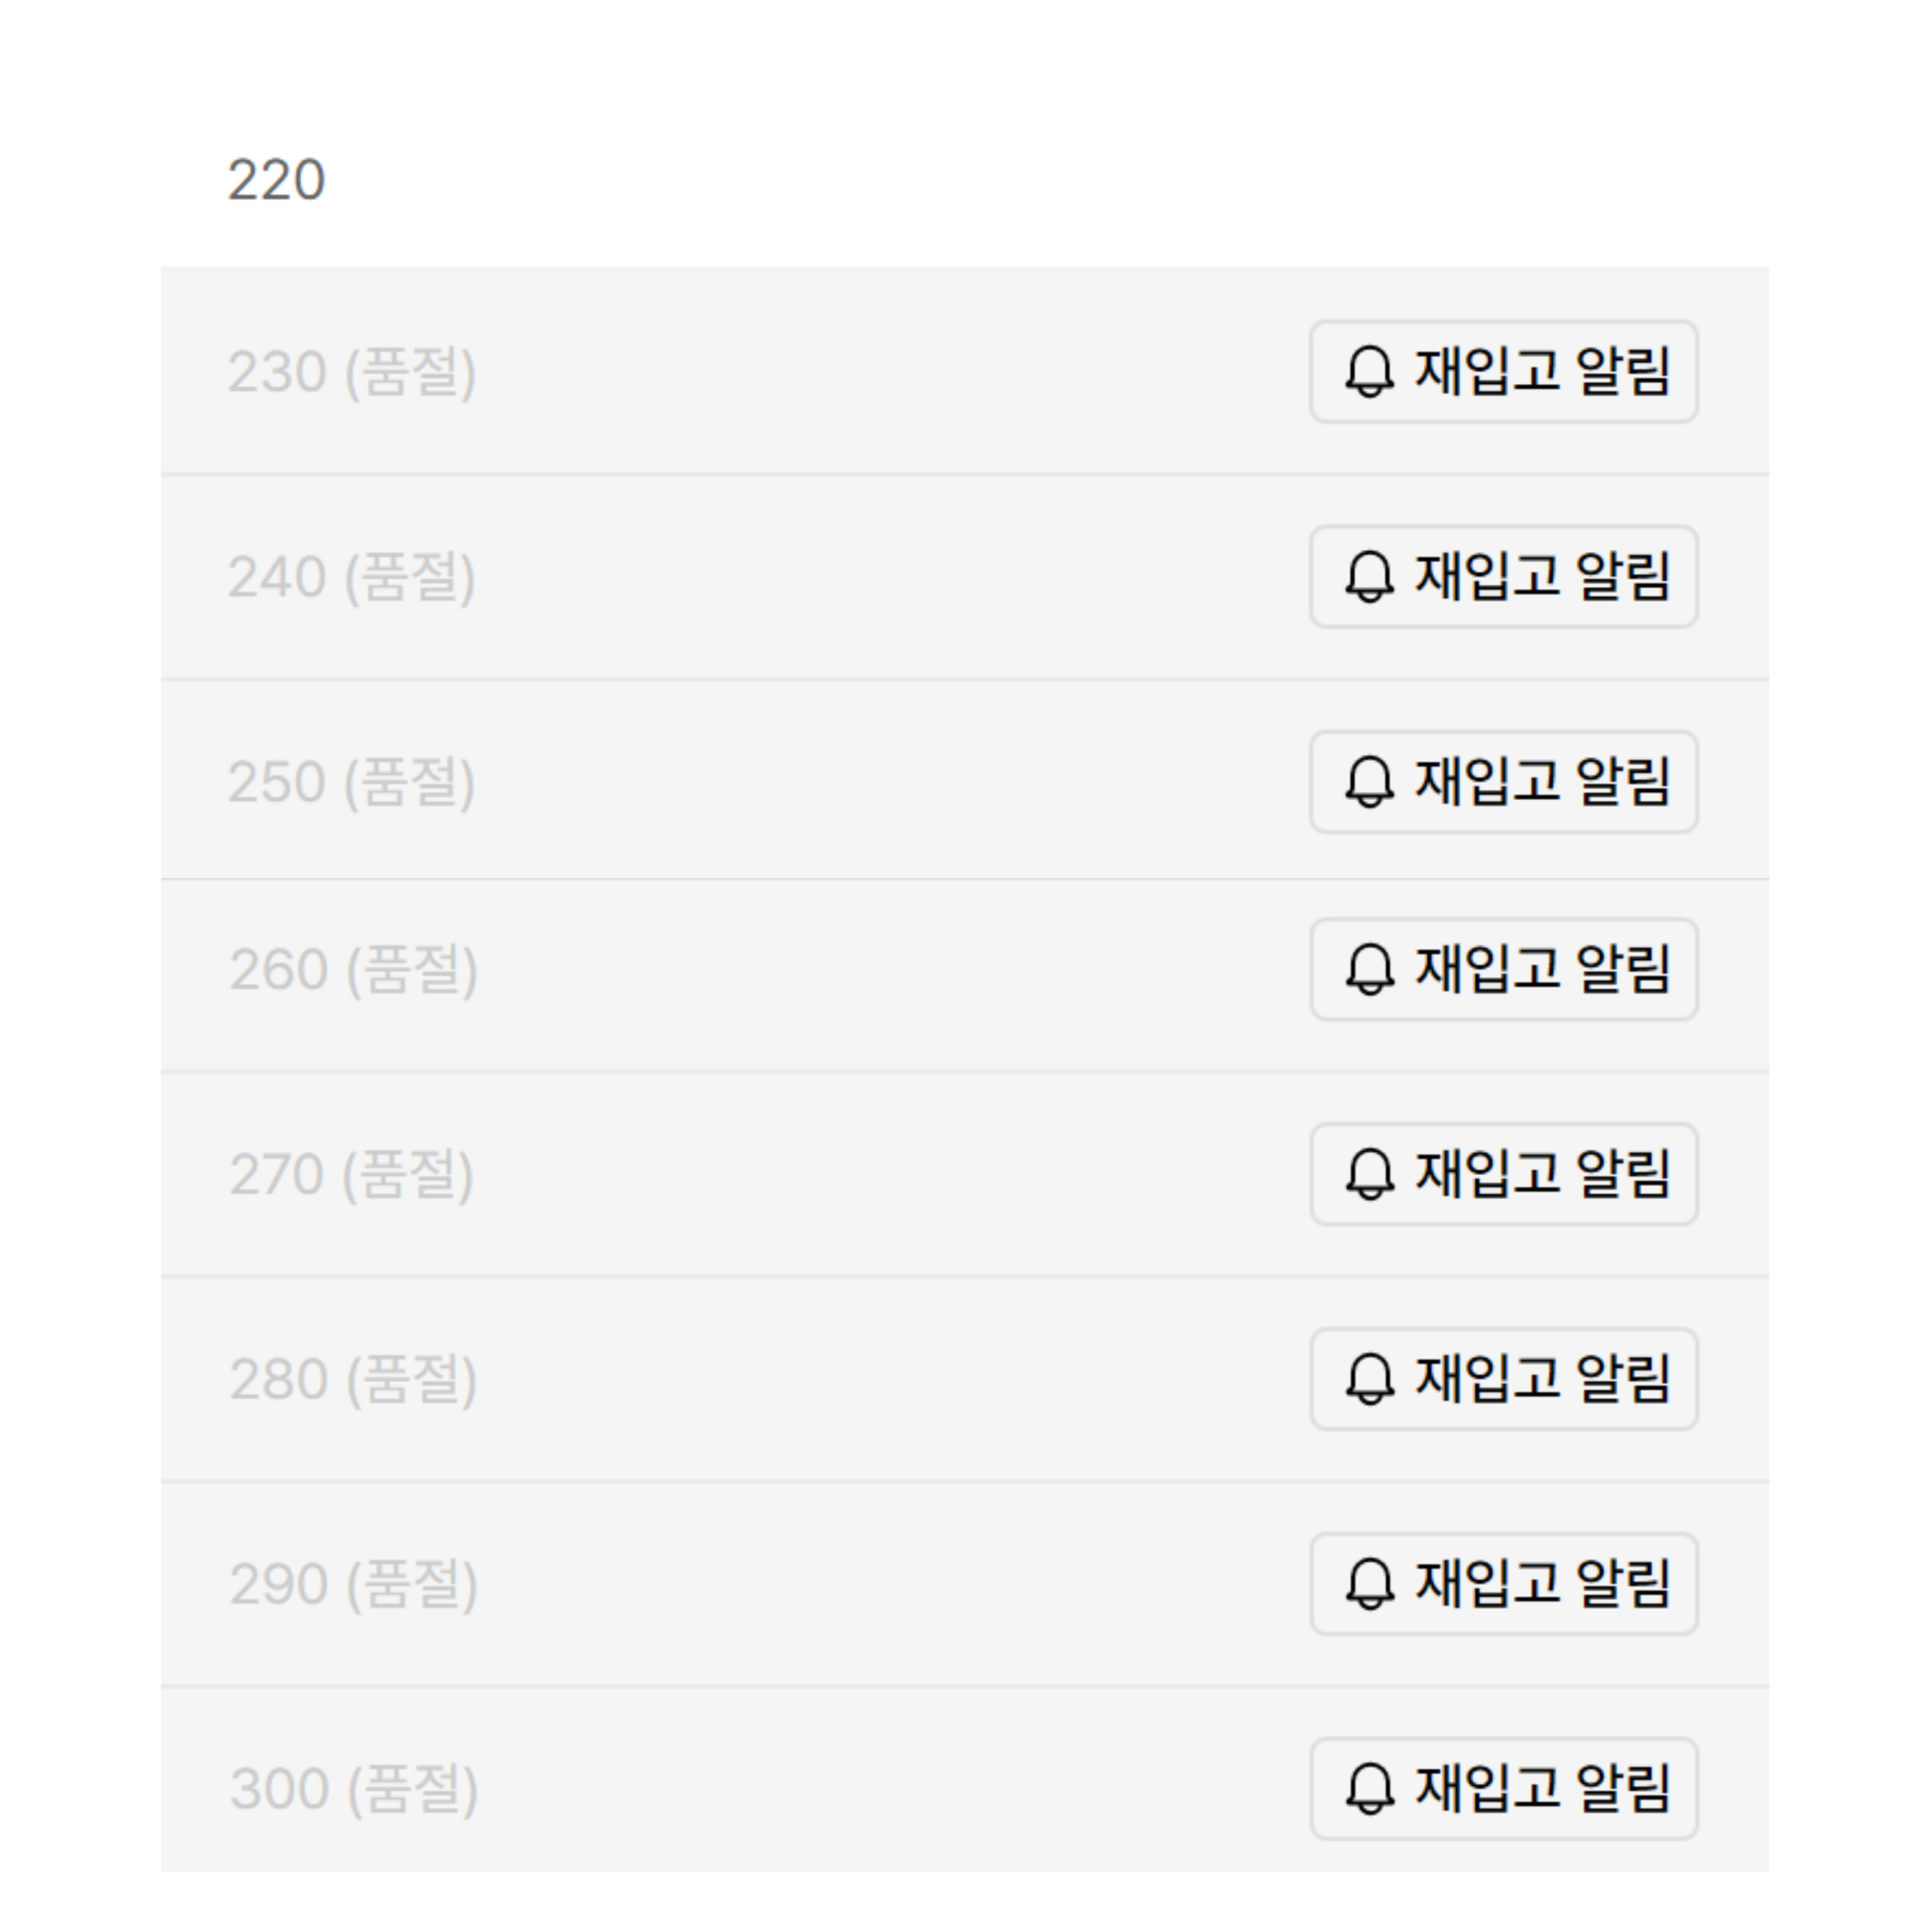 220
230 (품절) 재입고 알림
240 (품절) 재입고 알림
250 (품절) 재입고 알림
260 (품절) 재입고 알림
270 (품절) 재입고 알림
280 (품절) 재입고 알림
290 (품절) 재입고 알림
300 (품절) 재입고 알림